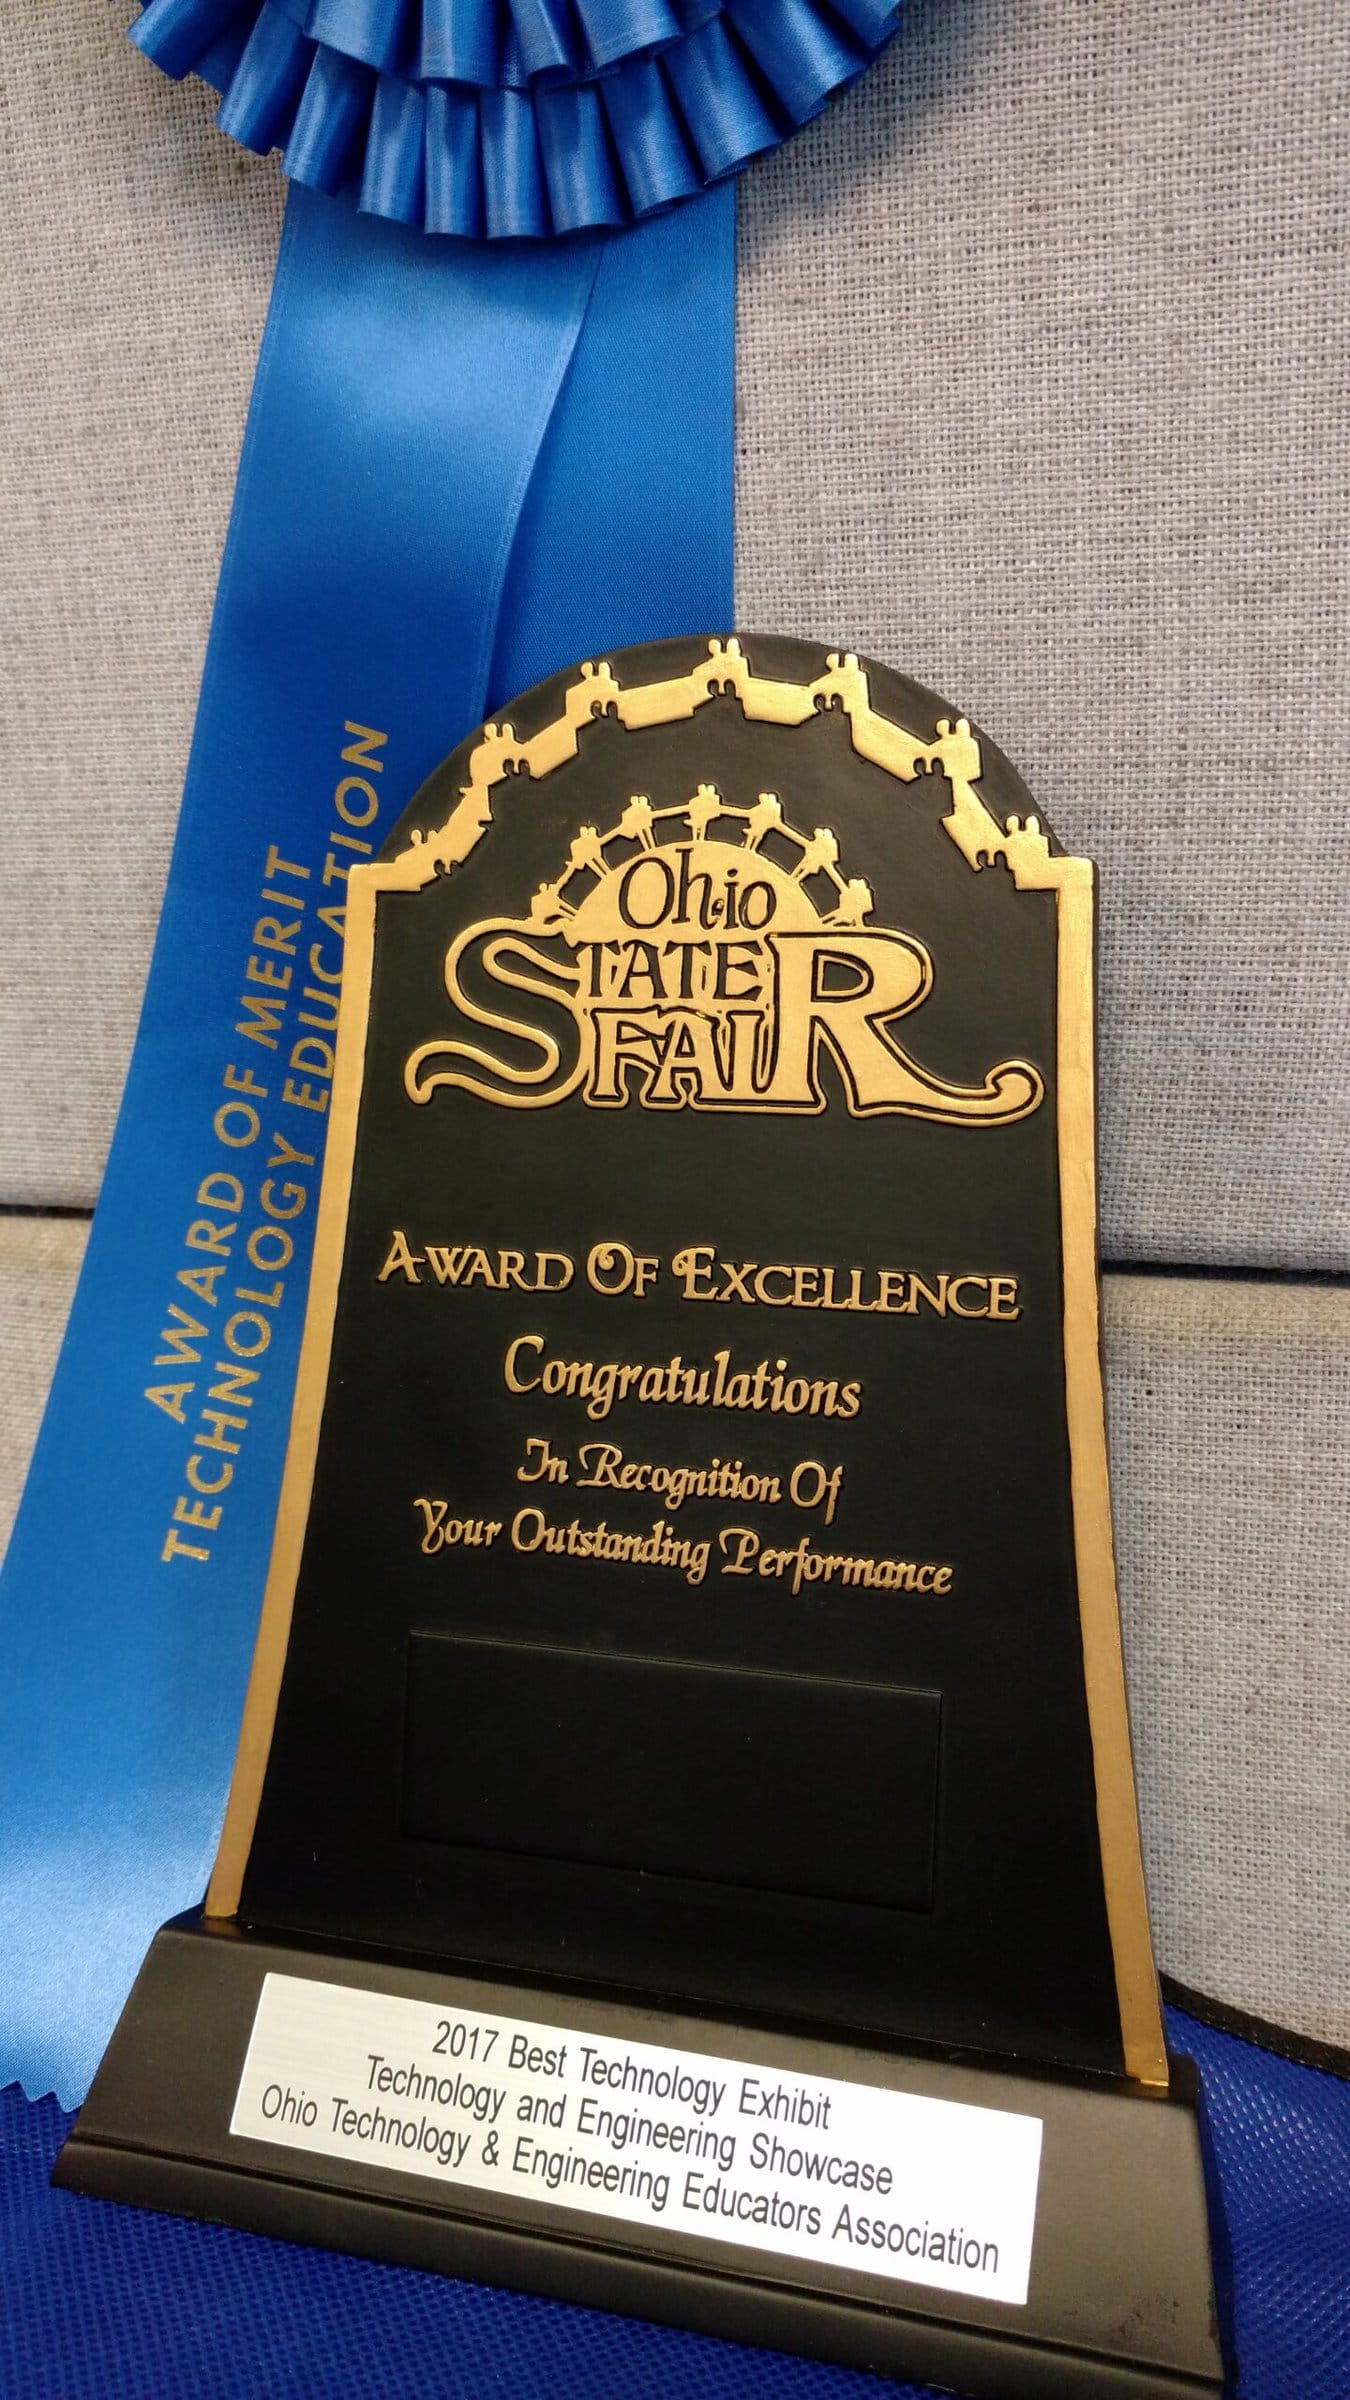 AWARD OF MERIT
TECHNOLOGY EDUCATION
Ohio
STATE
FAIR
AWARD OF EXCELLENCE
Congratulations
In Recognition Of
Your Outstanding Performance
2017 Best Technology Exhibit
Technology and Engineering Showcase
Ohio Technology & Engineering Educators Association